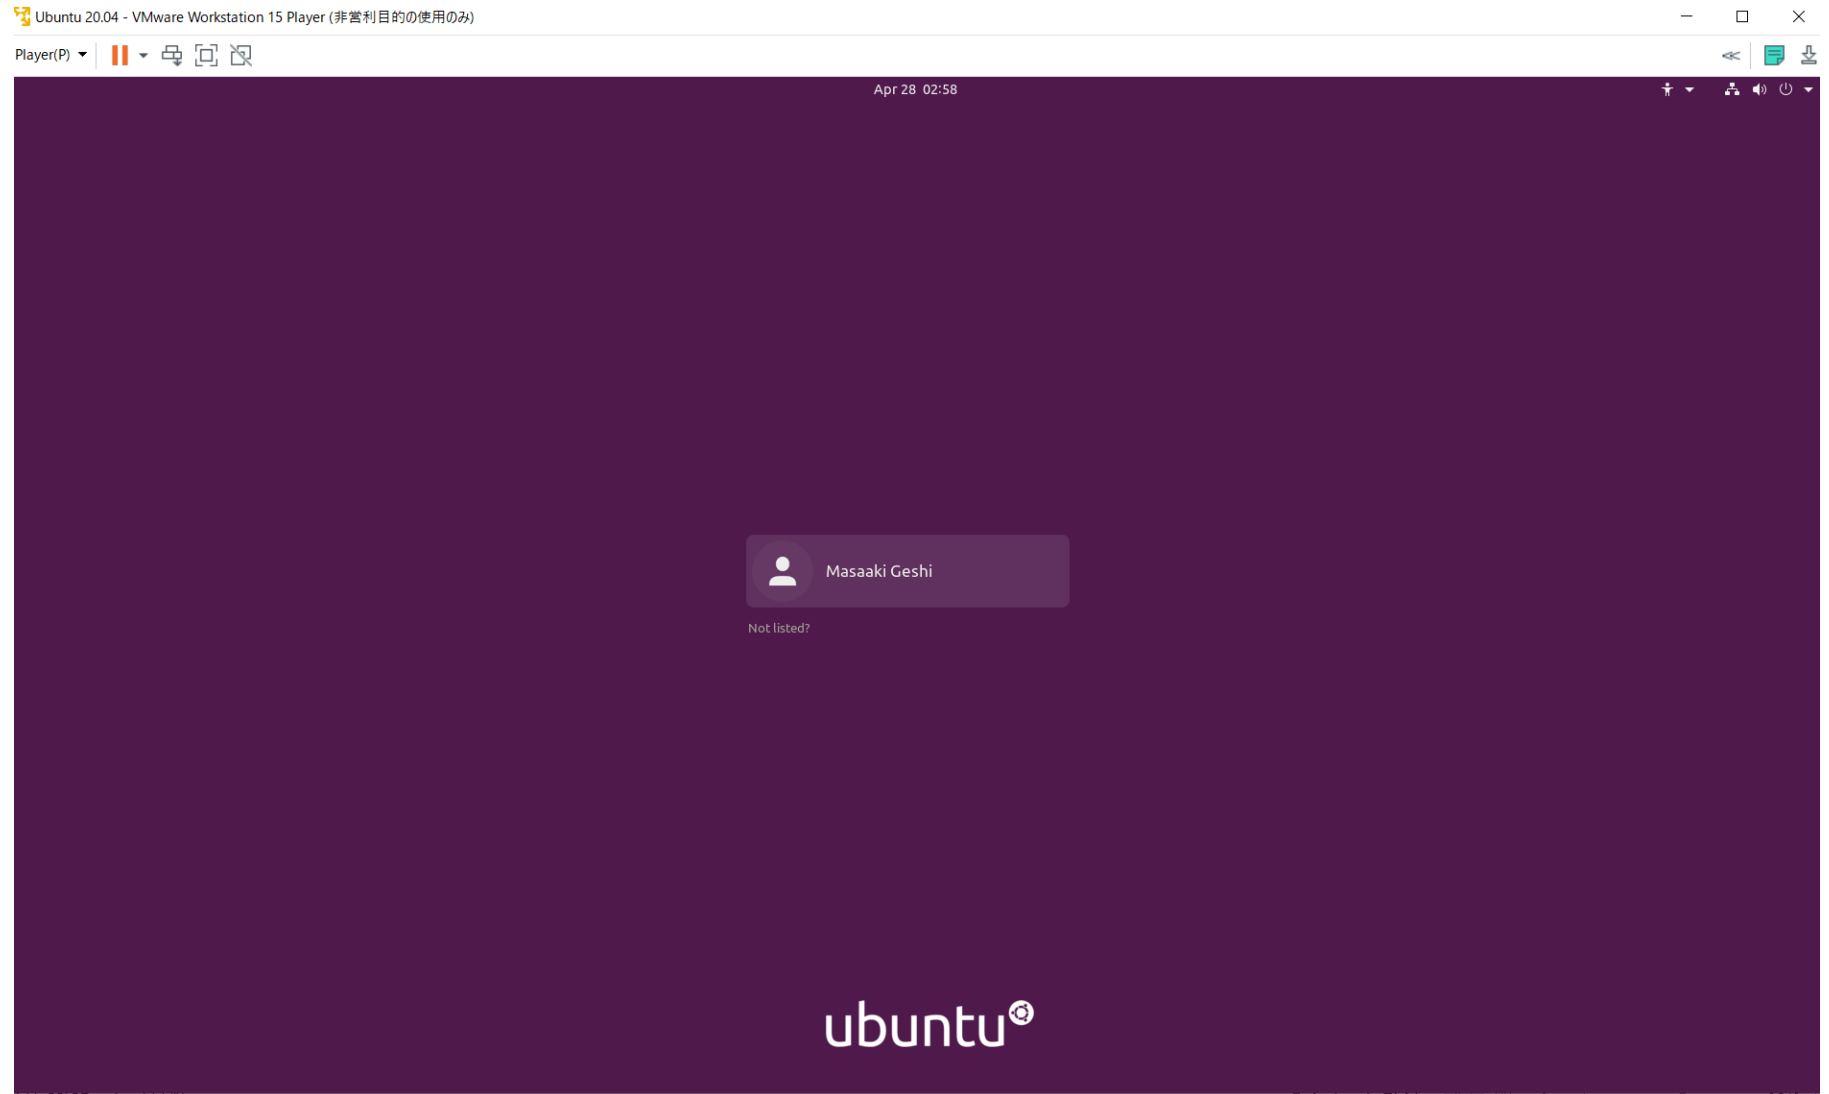 Ubuntu 20.04 - VMware Workstation 15 Player (非営利目的の使用のみ)
Player(P)
Apr 28 02:58
Masaaki Geshi
Not listed?
ubuntu